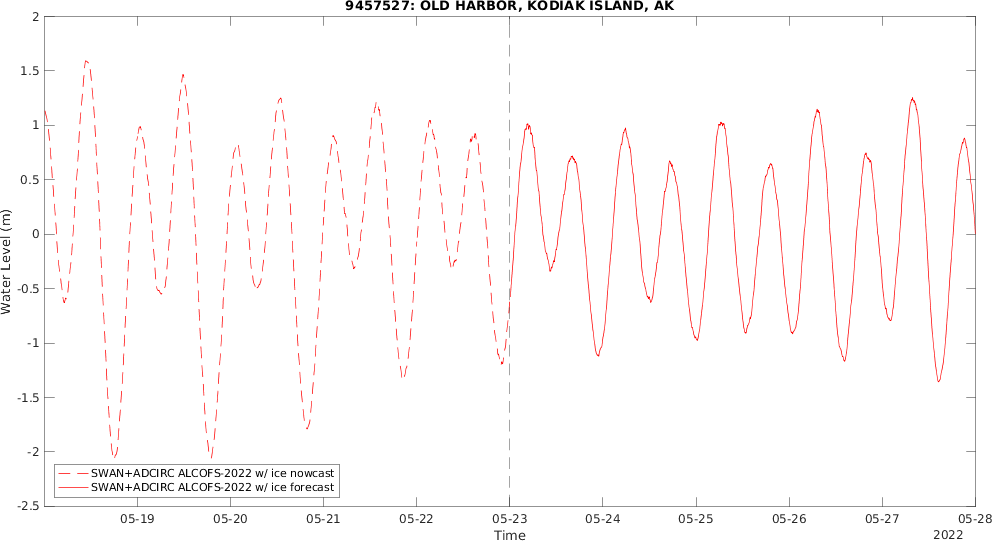 9457527: OLD HARBOR, KODIAK ISLAND, AK
2
1.5
1
0.5
0
-0.5
-1
-1.5
-2
-2.5
Water Level (m)
SWAN+ADCIRC ALCOFS-2022 w/ ice nowcast
SWAN+ADCIRC ALCOFS-2022 w/ ice forecast
05-19 05-20 05-21 05-22 05-23 05-24 05-25 05-26 05-27 05-28
Time
2022